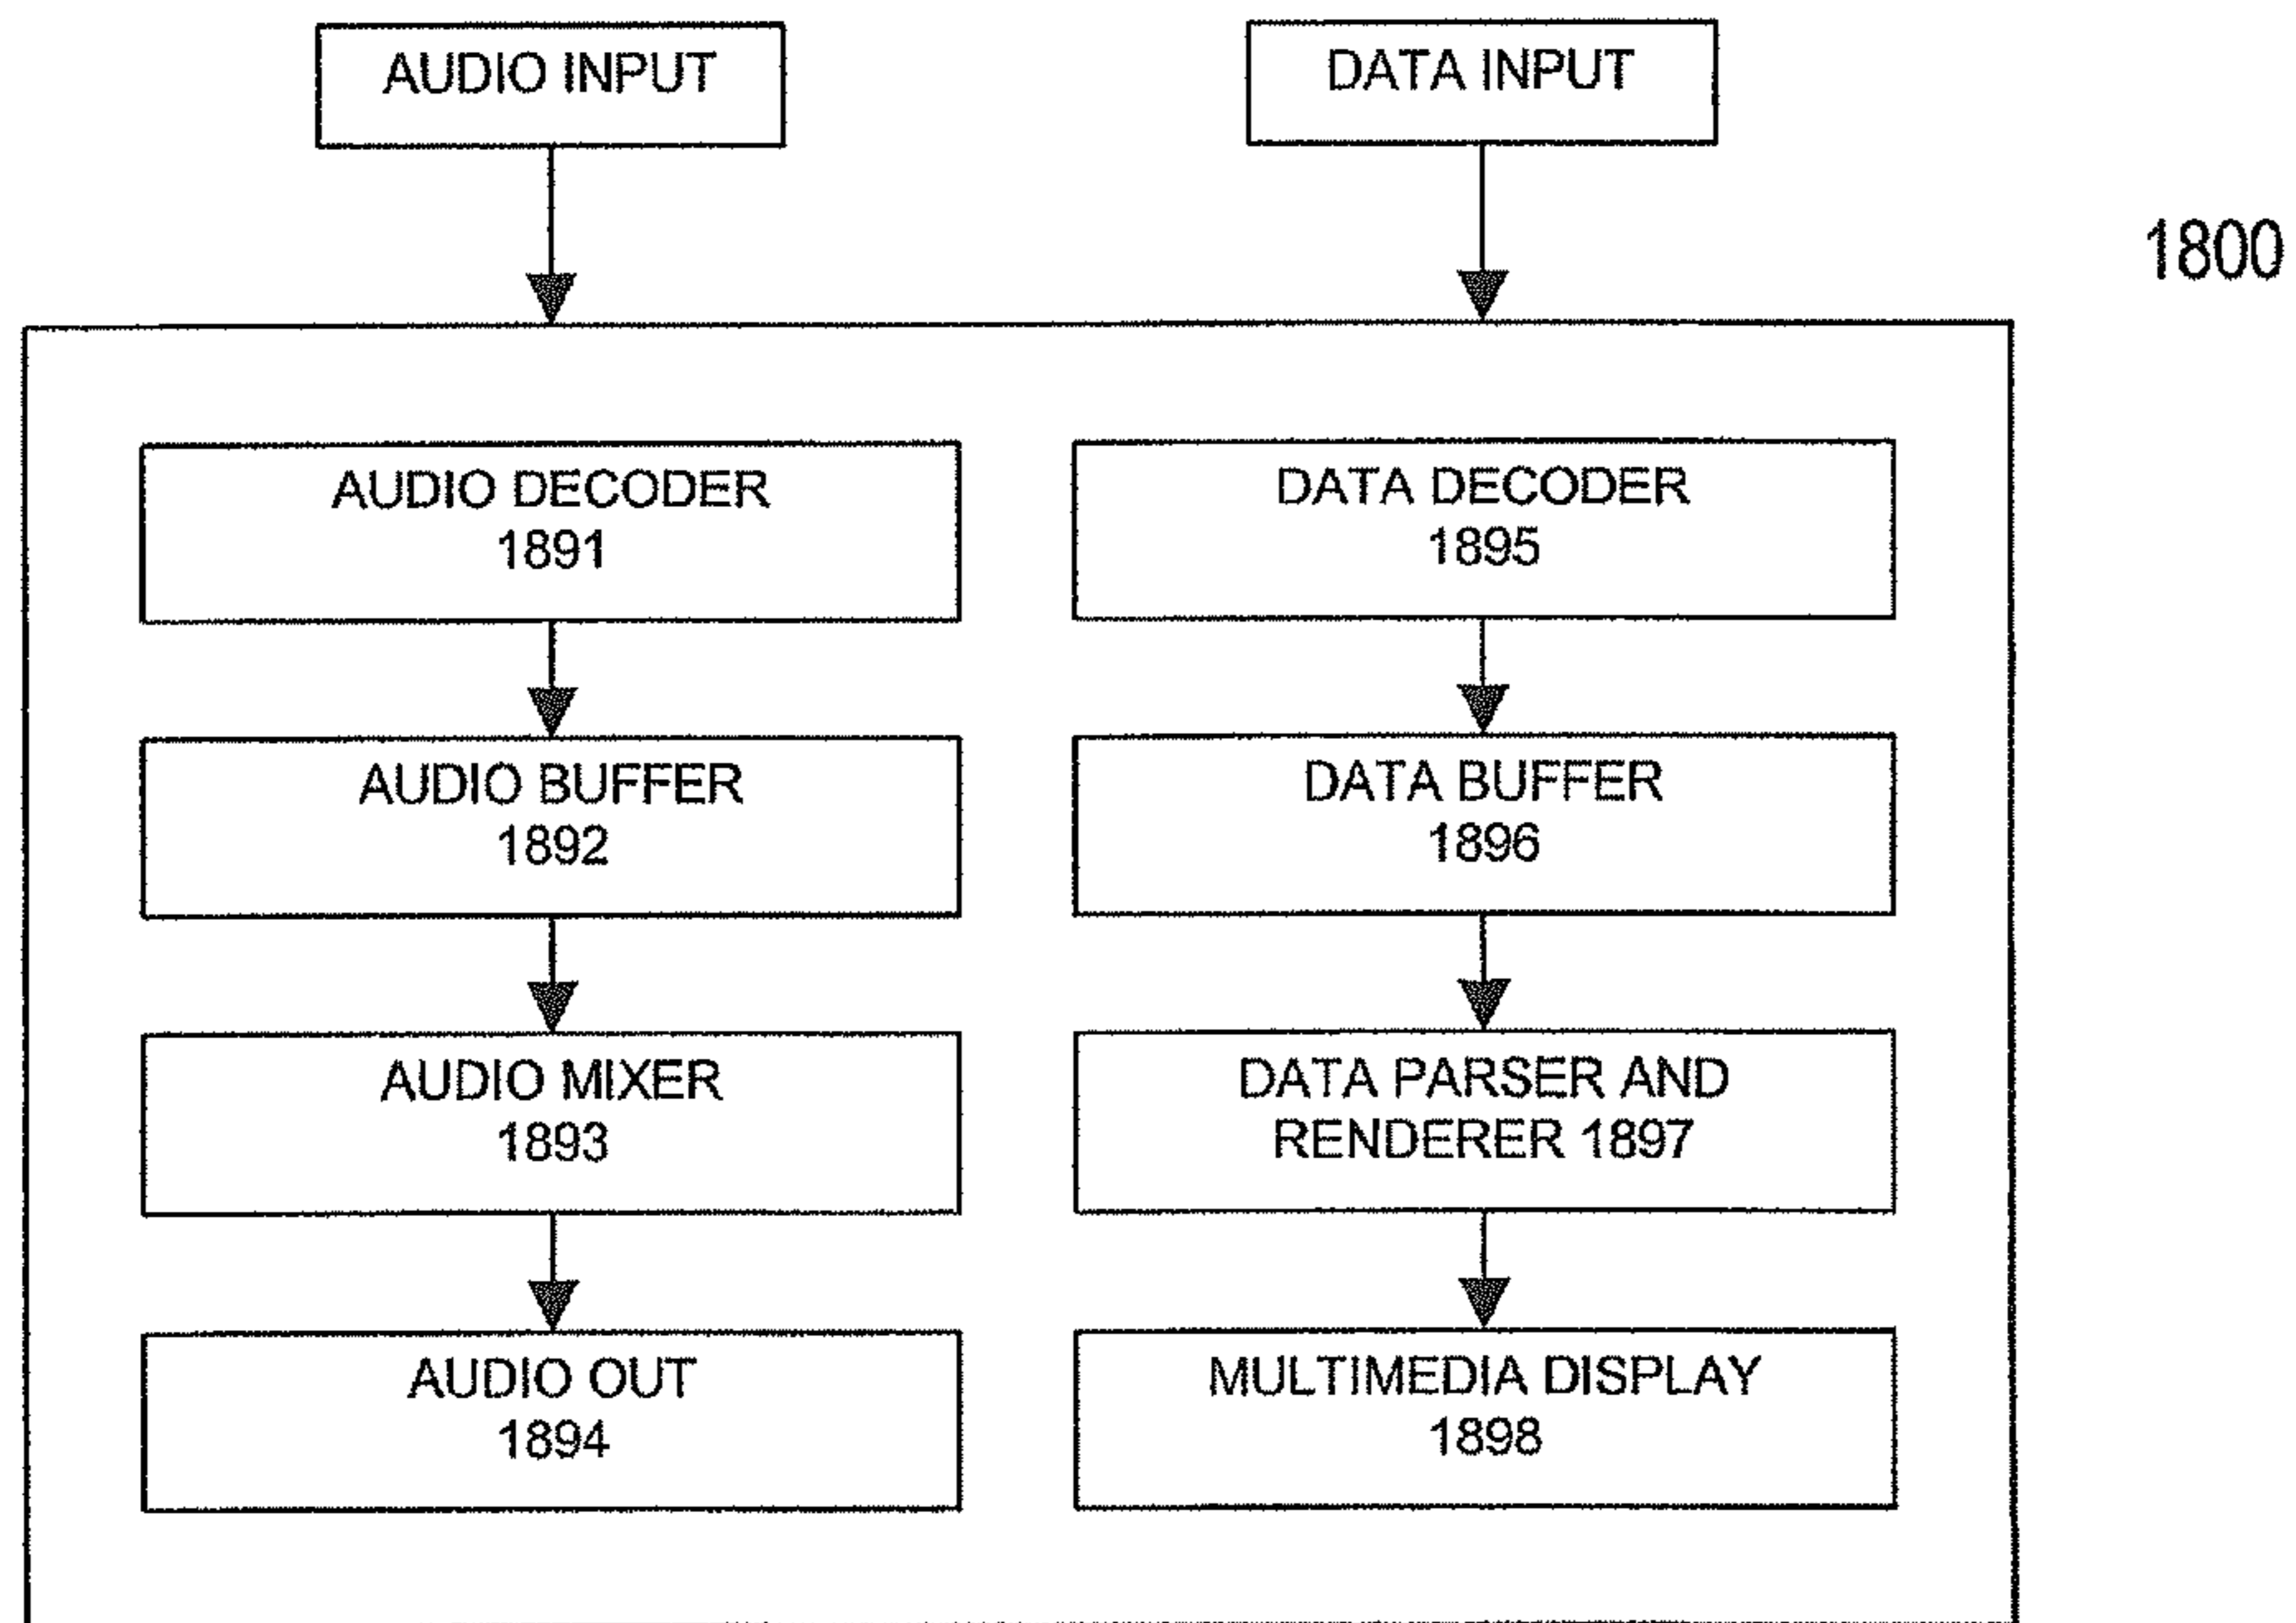 AUDIO INPUT
DATA INPUT
1800
AUDIO DECODER
1891
DATA DECODER
1895
AUDIO BUFFER
1892
DATA BUFFER
1896
AUDIO MIXER
1893
DATA PARSER AND
RENDERER 1897
AUDIO OUT
1894
MULTIMEDIA DISPLAY
1898